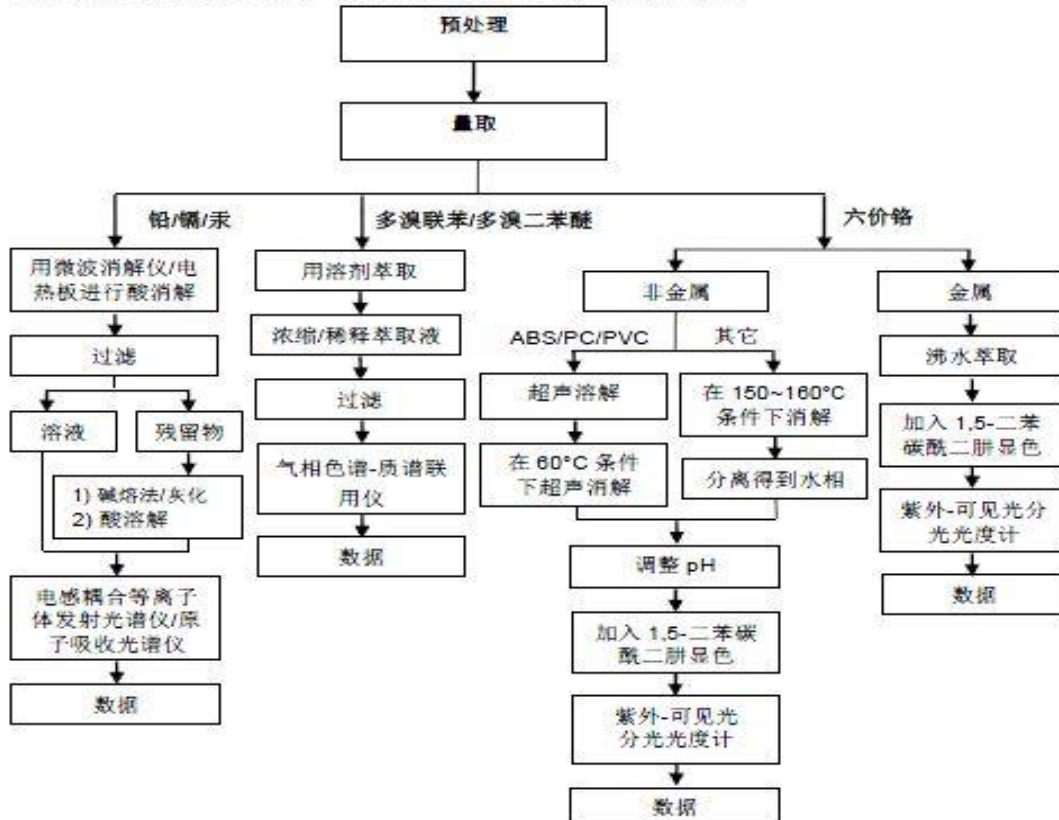 预处理
量取
铅/镉/汞
多溴联苯/多溴二苯醚
六价铬
用微波消解仪/电
热板进行酸消解
过滤
溶液
残留物
1) 碱熔法/灰化
2) 酸溶解
电感耦合等离子
体发射光谱仪/原
子吸收光谱仪
数据
用溶剂萃取
浓缩/稀释萃取液
过滤
气相色谱-质谱联
用仪
数据
非金属
ABS/PC/PVC
其它
超声溶解
在 60°C 条件
下超声消解
在 150~160°C
条件下消解
分离得到水相
调整 pH
加入 1,5-二苯碳
酰二肼显色
紫外-可见光
分光光度计
数据
金属
沸水萃取
加入 1,5-二苯
碳酰二肼显色
紫外-可见光分
光光度计
数据